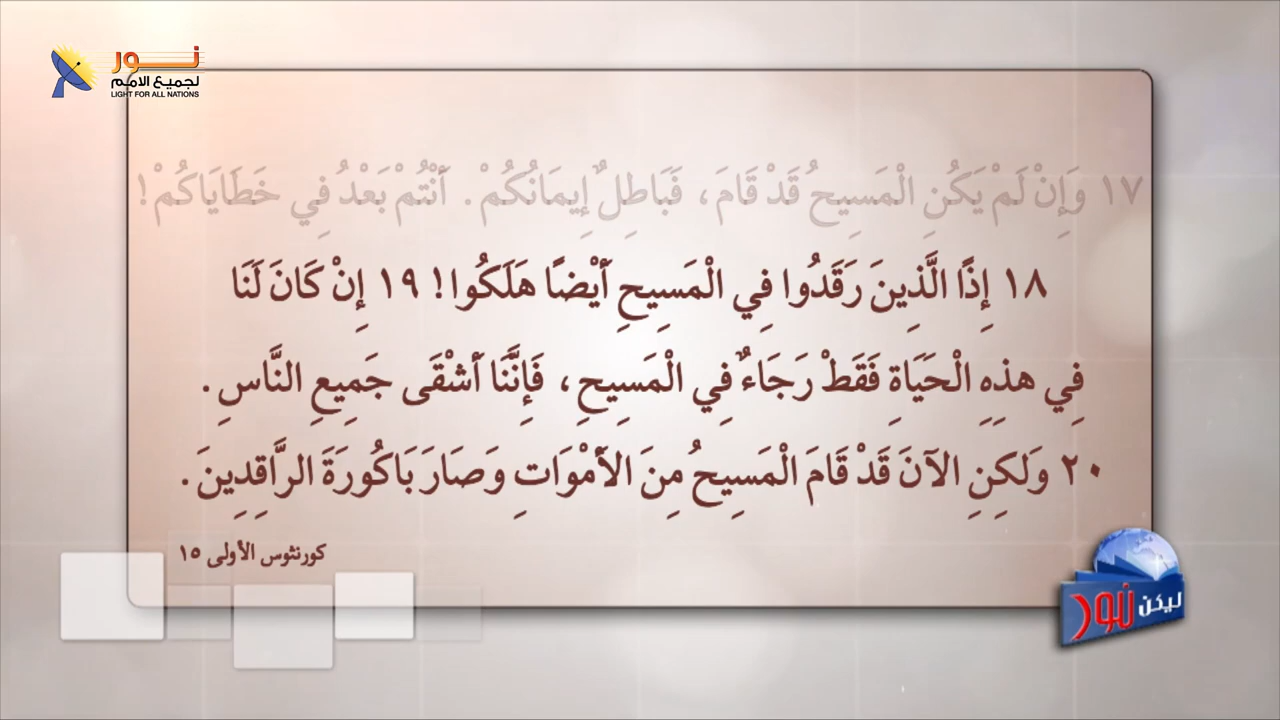 نور
لجميع الامم
LIGHT FOR ALL NATIONS
١٧ وَإِنْ لَمْ يَكُنِ الْمَسِيحُ قَدْ قَامَ، فَبَاطِلٌ إِيمَانُكُمْ. أَنْتُمْ بَعْدُ فِي خَطَايَاكُمْ!
١٨ إِذًا الَّذِينَ رَقَدُوا فِي الْمَسِيحِ أَيْضًا هَلَكُوا! ١٩ إِنْ كَانَ لَنَا
فِي هذِهِ الْحَيَاةِ فَقَطْ رَجَاءٌ فِي الْمَسِيحِ، فَإِنَّنَا أَشْقَى جَمِيعِ النَّاسِ.
٢٠ وَلكِنِ الآنَ قَدْ قَامَ الْمَسِيحُ مِنَ الأَمْوَاتِ وَصَارَ بَاكُورَةَ الرَّاقِدِينَ.
كورنثوس الأولى ١٥
ليكن نور